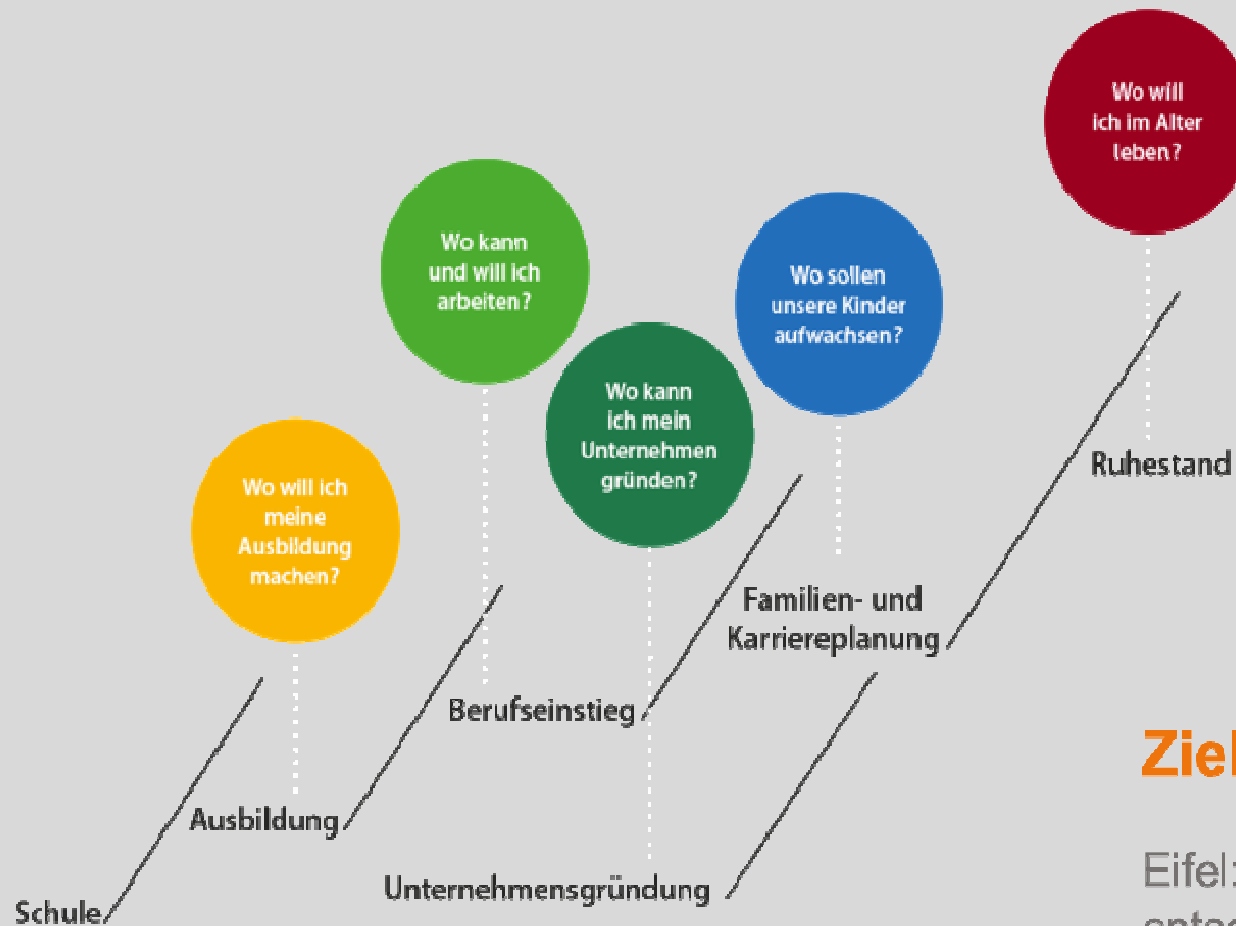 Wo will
ich im Alter
leben?
Wo kann
und will ich
arbeiten?
Wo sollen
unsere Kinder
aufwachsen?
Wo kann
ich mein
Unternehmen
gründen?
Wo will ich
meine
Ausbildung
machen?
Ruhestand
Familien- und
Karriereplanung
Berufseinstieg
Ausbildung
Unternehmensgründung
Schule
Ziel
Eifel: